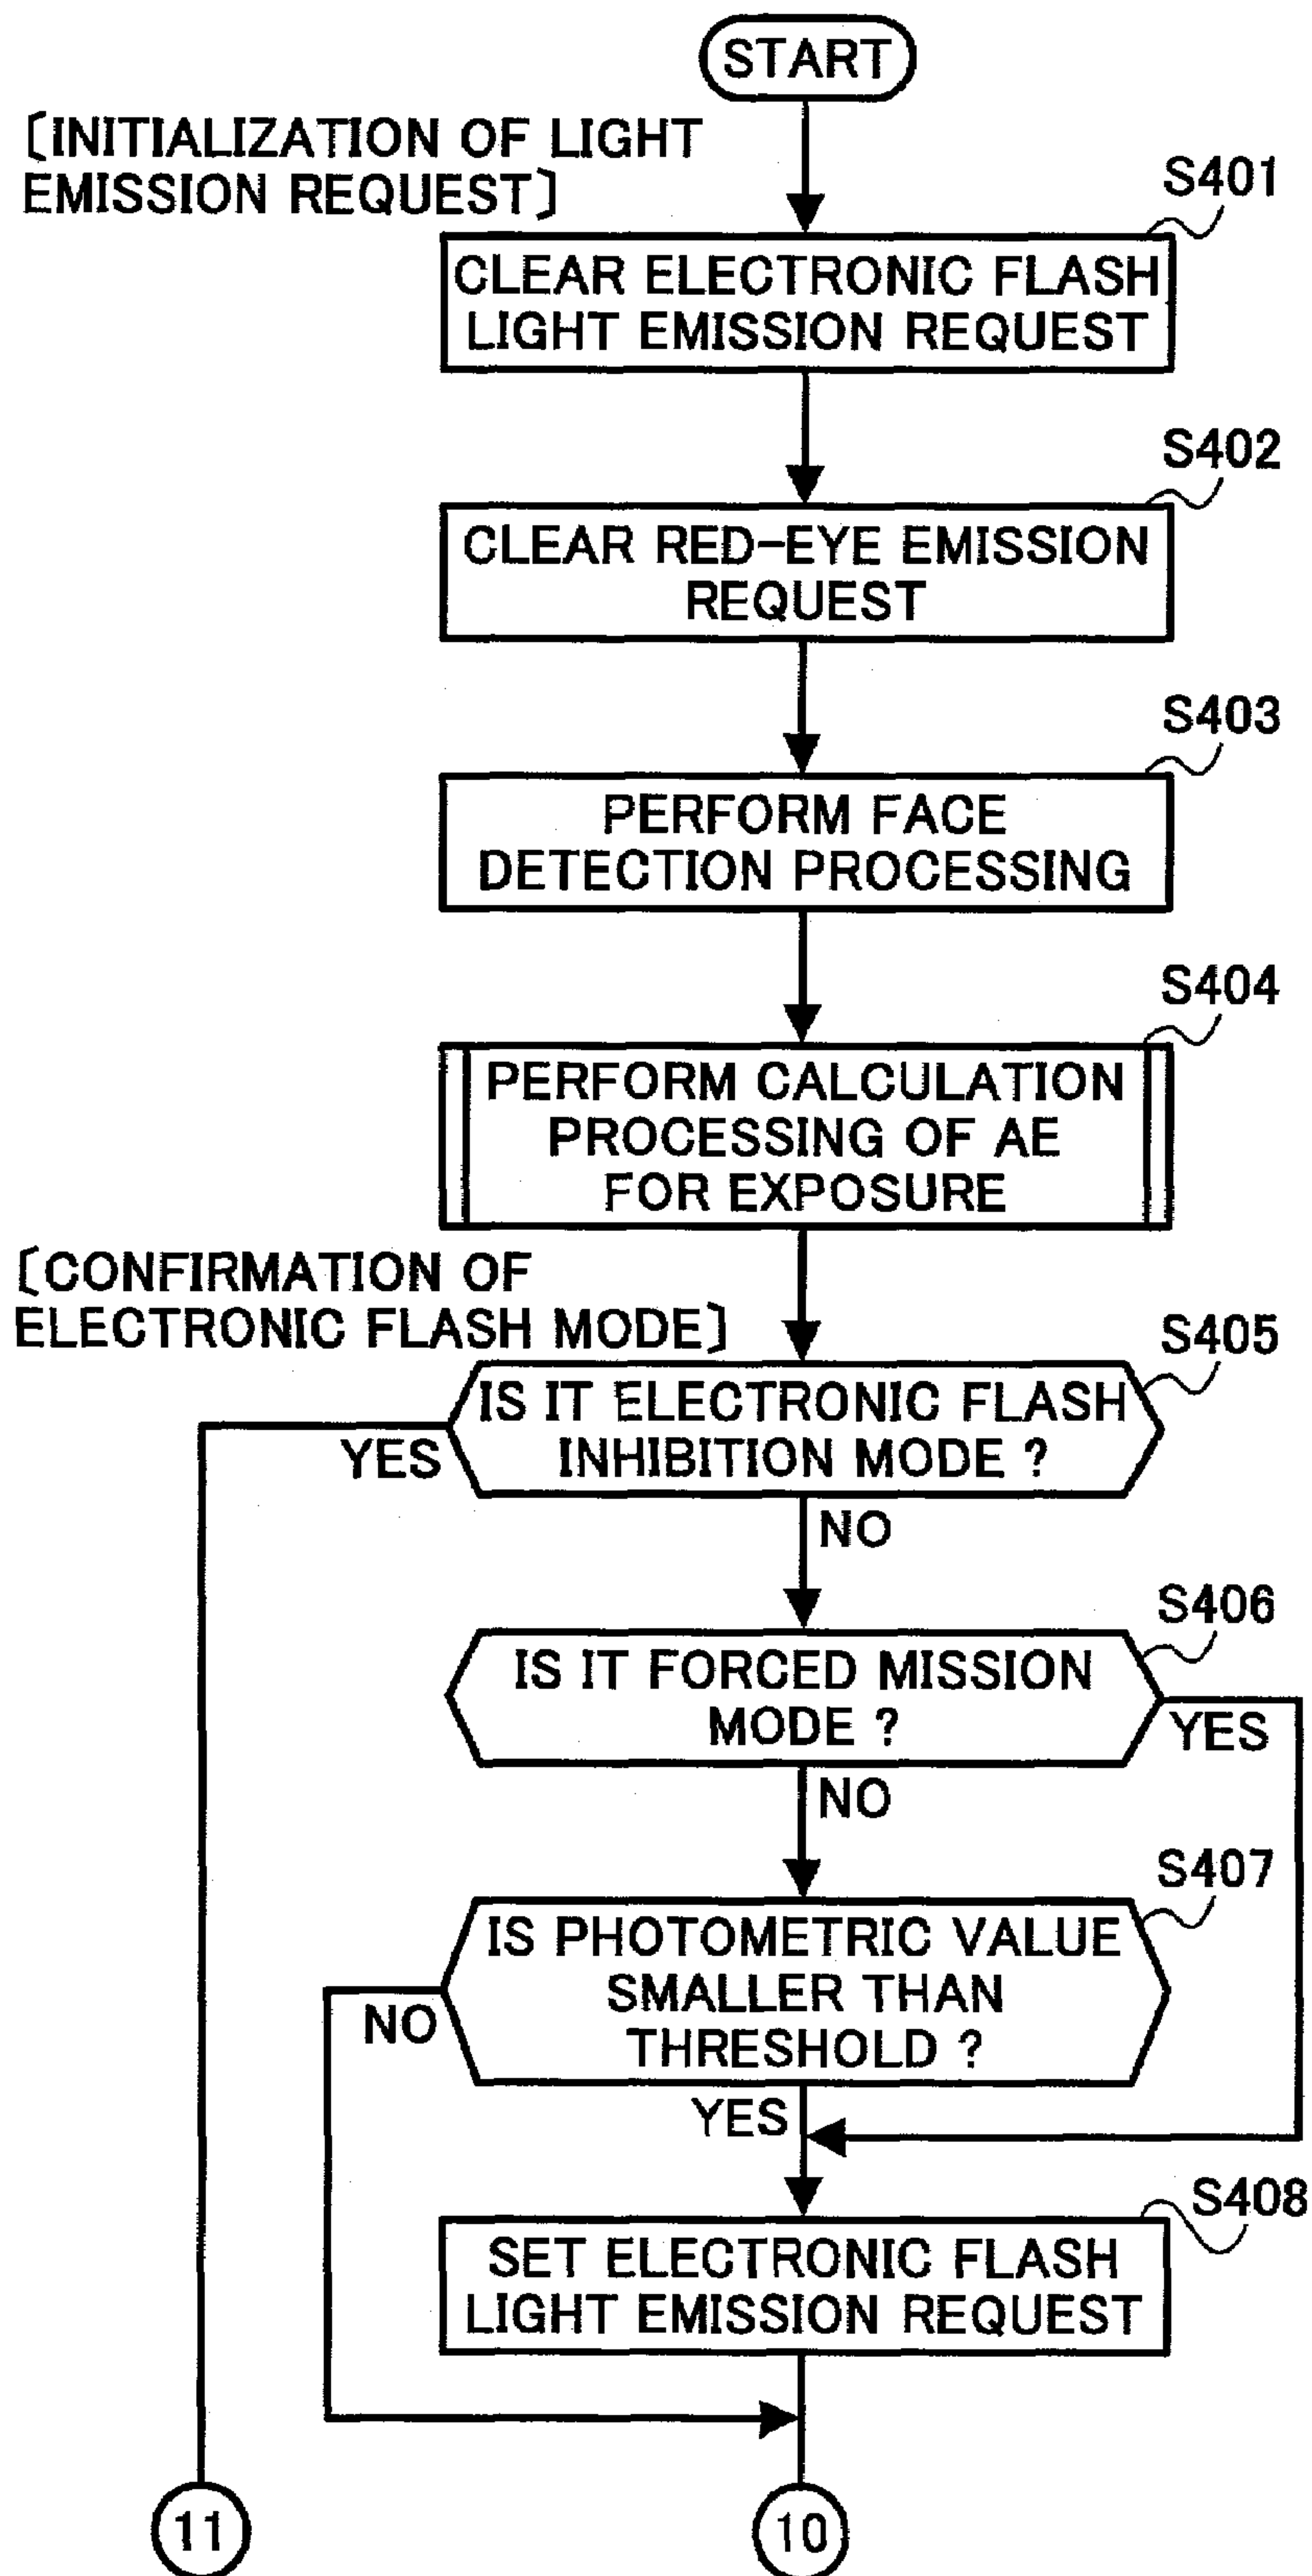 START
〔INITIALIZATION OF LIGHT
EMISSION REQUEST〕
S401
CLEAR ELECTRONIC FLASH
LIGHT EMISSION REQUEST
S402
CLEAR RED-EYE EMISSION
REQUEST
S403
PERFORM FACE
DETECTION PROCESSING
S404
PERFORM CALCULATION
PROCESSING OF AE
FOR EXPOSURE
〔CONFIRMATION OF
ELECTRONIC FLASH MODE〕
S405
IS IT ELECTRONIC FLASH
INHIBITION MODE ?
YES
NO
S406
IS IT FORCED MISSION
MODE ?
YES
NO
S407
IS PHOTOMETRIC VALUE
SMALLER THAN
THRESHOLD ?
NO
YES
S408
SET ELECTRONIC FLASH
LIGHT EMISSION REQUEST
11
10